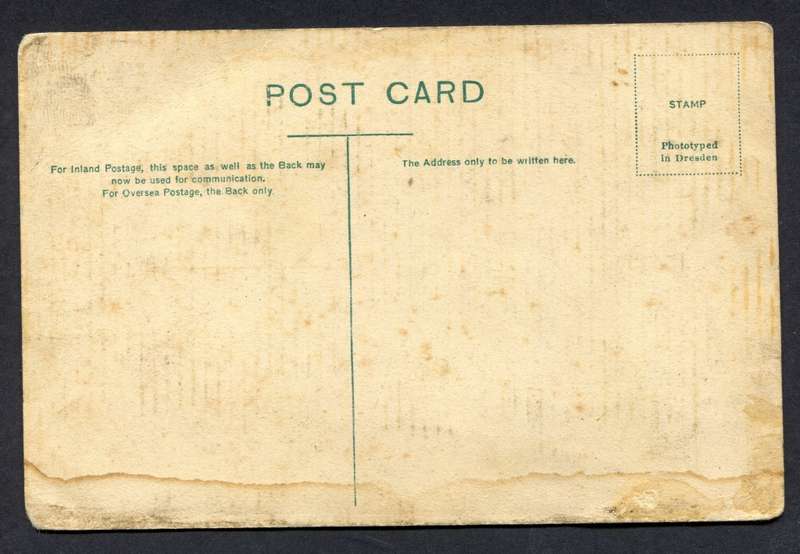 POST CARD
STAMP
Phototyped
in Dresden
For Inland Postage, this space as well as the Back may
now be used for communication.
For Oversea Postage, the Back only.
The Address only to be written here.